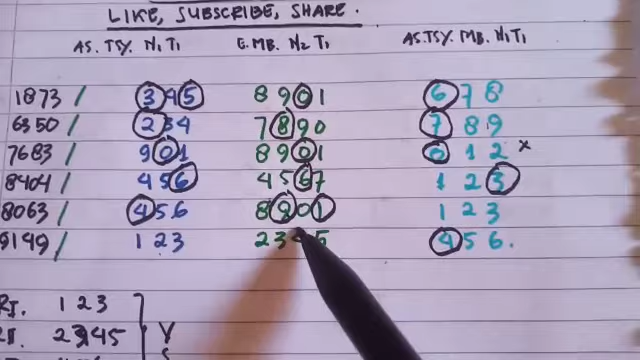 LIKE, SUBSCRIBE, SHARE.
AS. TSY. N1 T1 E. MB. N2 T1 AS. TSY. MB. N1 T1
1873 / 345 8901 678
6350 / 234 7890 789
7683 / 901 8901 012 x
8404 / 456 4567 123
8063 / 456 8901 123
9149 / 123 2345 456.
123
2345